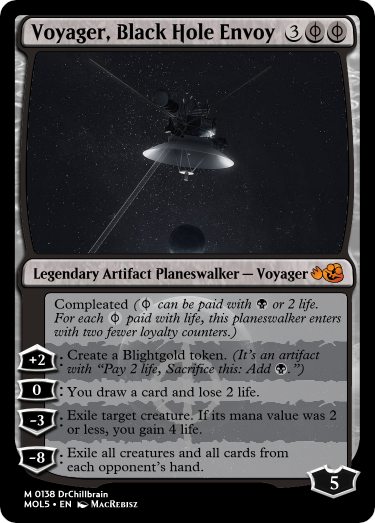 Voyager, Black Hole Envoy 3
Legendary Artifact Planeswalker — Voyager
Compleated ( can be paid with or 2 life.
For each paid with life, this planeswalker enters
with two fewer loyalty counters.)
+2: Create a Blightgold token. (It's an artifact
with "Pay 2 life, Sacrifice this: Add .")
0: You draw a card and lose 2 life.
-3: Exile target creature. If its mana value was 2
or less, you gain 4 life.
-8: Exile all creatures and all cards from
each opponent's hand.
5
M 0138 DrChillbrain
MOL5 • EN MacRebisz